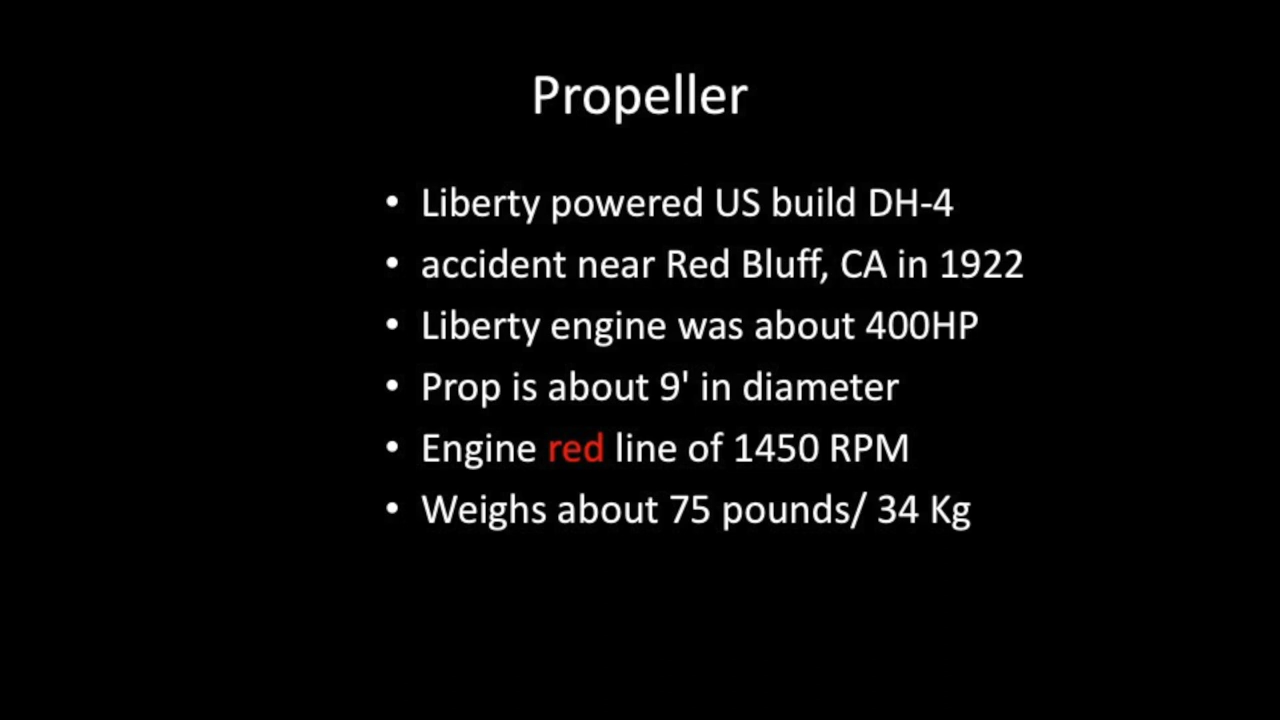 Propeller
• Liberty powered US build DH-4
• accident near Red Bluff, CA in 1922
• Liberty engine was about 400HP
• Prop is about 9' in diameter
• Engine red line of 1450 RPM
• Weighs about 75 pounds/ 34 Kg